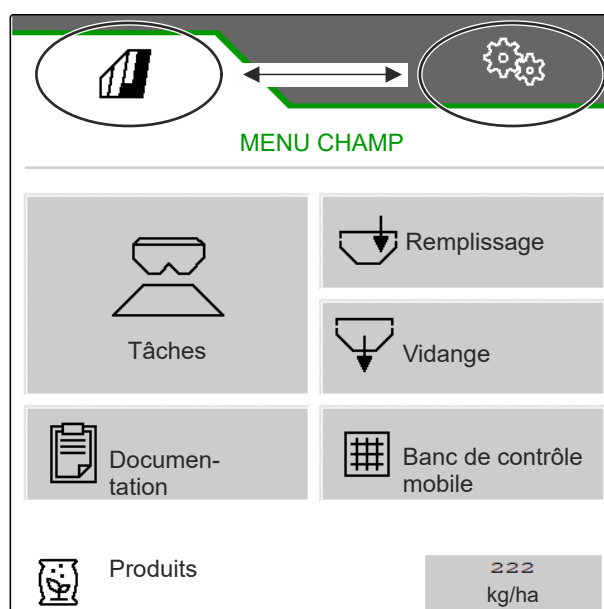 MENU CHAMP
Tâches
Remplissage
Vidange
Documen-
tation
Banc de contrôle
mobile
Produits
222
kg/ha